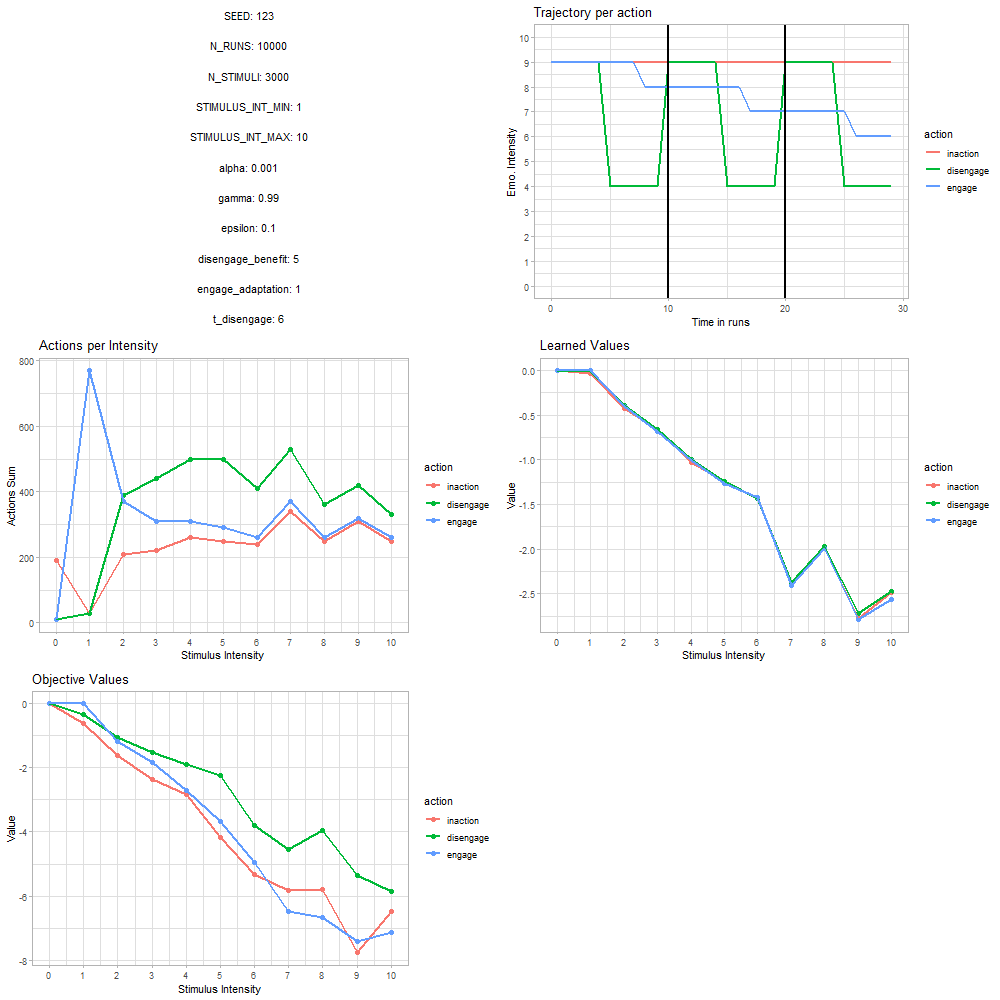 SEED: 123
N_RUNS: 10000
N_STIMULI: 3000
STIMULUS_INT_MIN: 1
STIMULUS_INT_MAX: 10
alpha: 0.001
gamma: 0.99
epsilon: 0.1
disengage_benefit: 5
engage_adaptation: 1
t_disengage: 6
Trajectory per action
Emo. Intensity
10
9
8
7
6
5
4
3
2
1
0
0 10 20 30
Time in runs
action
inaction
disengage
engage
Actions per Intensity
Actions Sum
800
600
400
200
0
0 1 2 3 4 5 6 7 8 9 10
Stimulus Intensity
action
inaction
disengage
engage
Learned Values
Value
0.0
-0.5
-1.0
-1.5
-2.0
-2.5
0 1 2 3 4 5 6 7 8 9 10
Stimulus Intensity
action
inaction
disengage
engage
Objective Values
Value
0
-2
-4
-6
-8
0 1 2 3 4 5 6 7 8 9 10
Stimulus Intensity
action
inaction
disengage
engage